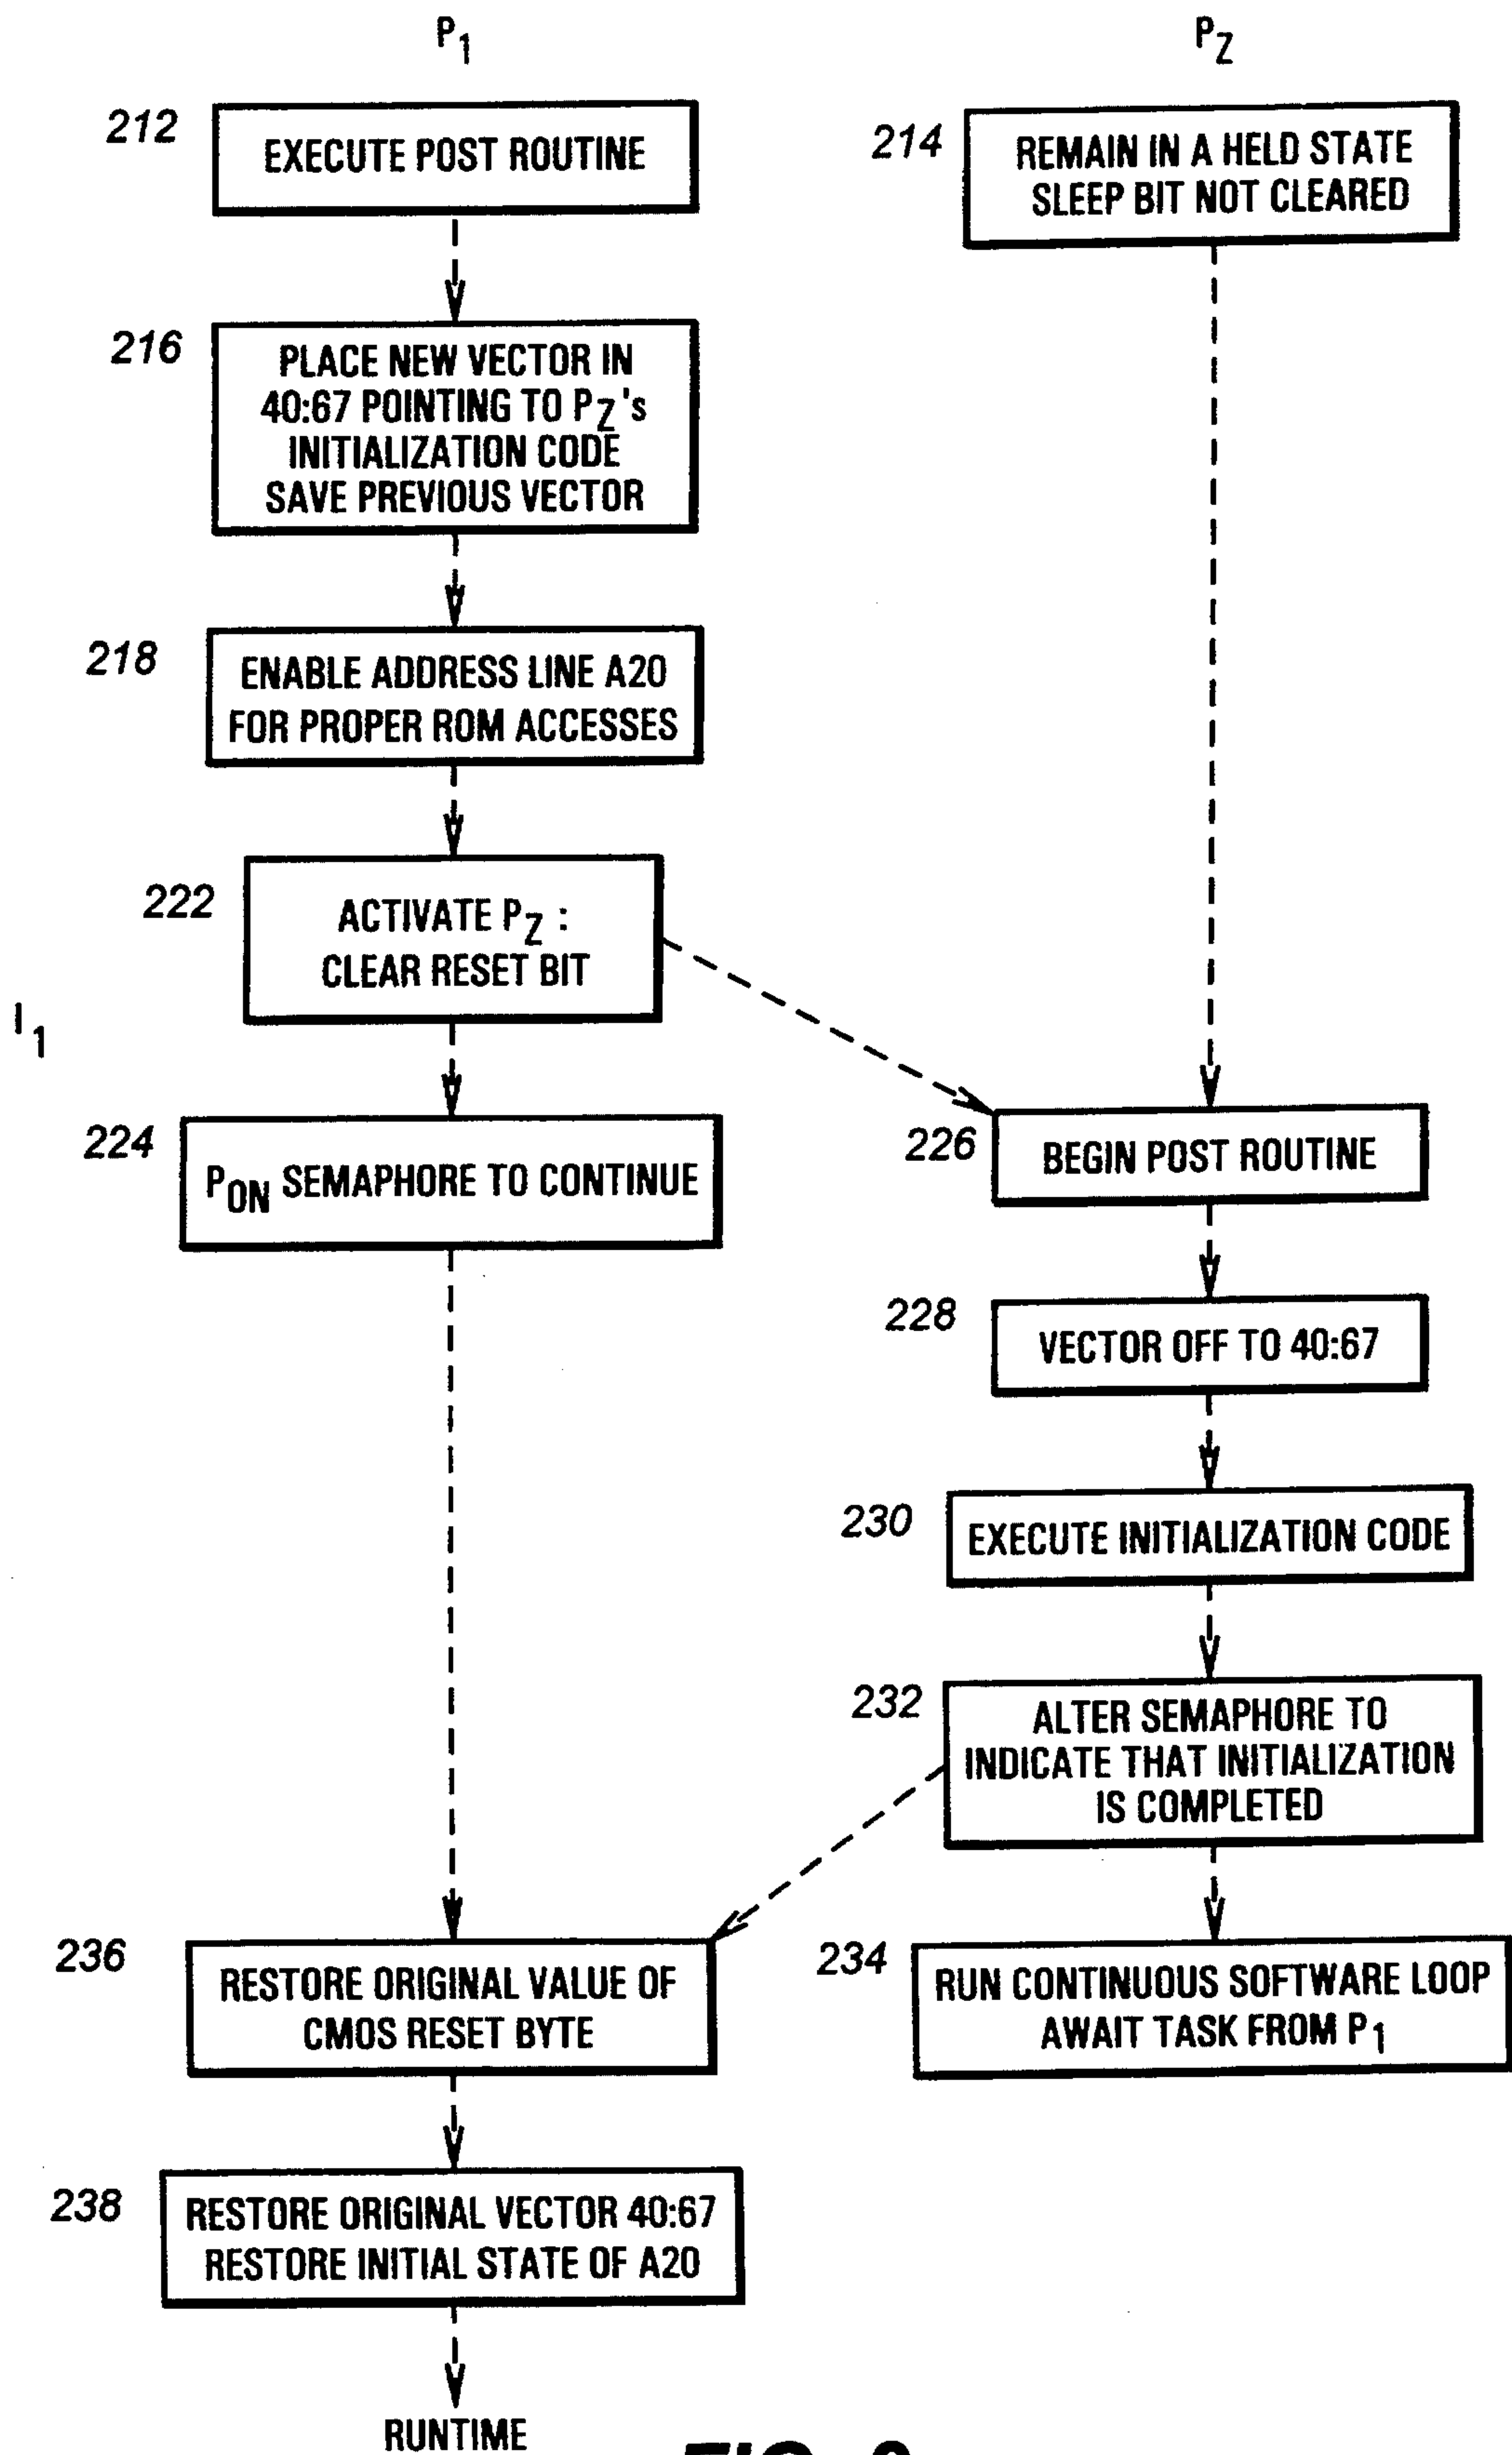 P1
PZ
212
EXECUTE POST ROUTINE
214
REMAIN IN A HELD STATE
SLEEP BIT NOT CLEARED
216
PLACE NEW VECTOR IN
40:67 POINTING TO PZ's
INITIALIZATION CODE
SAVE PREVIOUS VECTOR
218
ENABLE ADDRESS LINE A20
FOR PROPER ROM ACCESSES
222
ACTIVATE PZ :
CLEAR RESET BIT
I1
224
PON SEMAPHORE TO CONTINUE
226
BEGIN POST ROUTINE
228
VECTOR OFF TO 40:67
230
EXECUTE INITIALIZATION CODE
232
ALTER SEMAPHORE TO
INDICATE THAT INITIALIZATION
IS COMPLETED
236
RESTORE ORIGINAL VALUE OF
CMOS RESET BYTE
234
RUN CONTINUOUS SOFTWARE LOOP
AWAIT TASK FROM P1
238
RESTORE ORIGINAL VECTOR 40:67
RESTORE INITIAL STATE OF A20
RUNTIME
FIG.